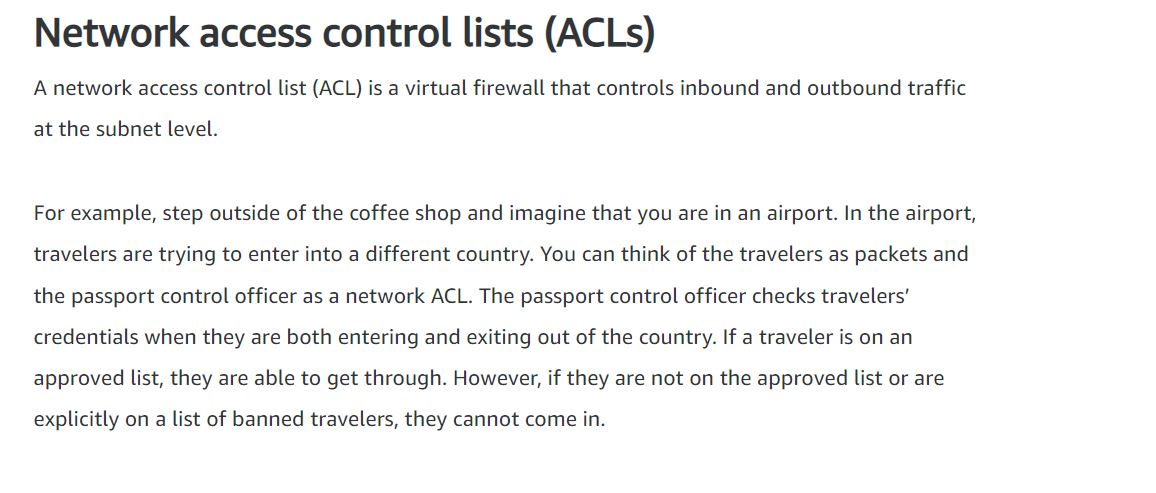 Network access control lists (ACLs)
A network access control list (ACL) is a virtual firewall that controls inbound and outbound traffic
at the subnet level.
For example, step outside of the coffee shop and imagine that you are in an airport. In the airport,
travelers are trying to enter into a different country. You can think of the travelers as packets and
the passport control officer as a network ACL. The passport control officer checks travelers’
credentials when they are both entering and exiting out of the country. If a traveler is on an
approved list, they are able to get through. However, if they are not on the approved list or are
explicitly on a list of banned travelers, they cannot come in.